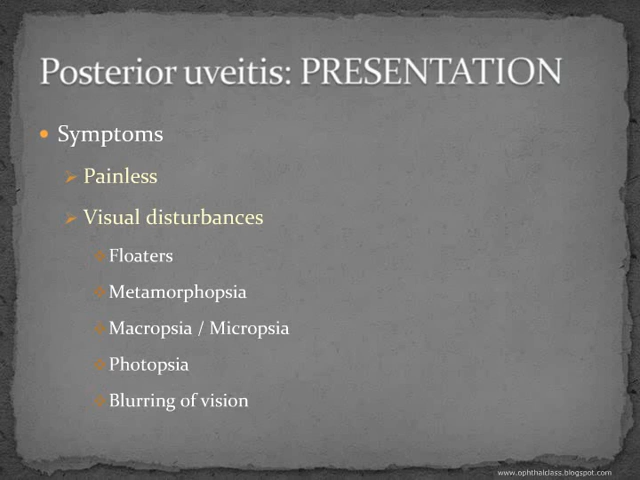 Posterior uveitis: PRESENTATION
Symptoms
Painless
Visual disturbances
Floaters
Metamorphopsia
Macropsia / Micropsia
Photopsia
Blurring of vision
www.ophthalclass.blogspot.com